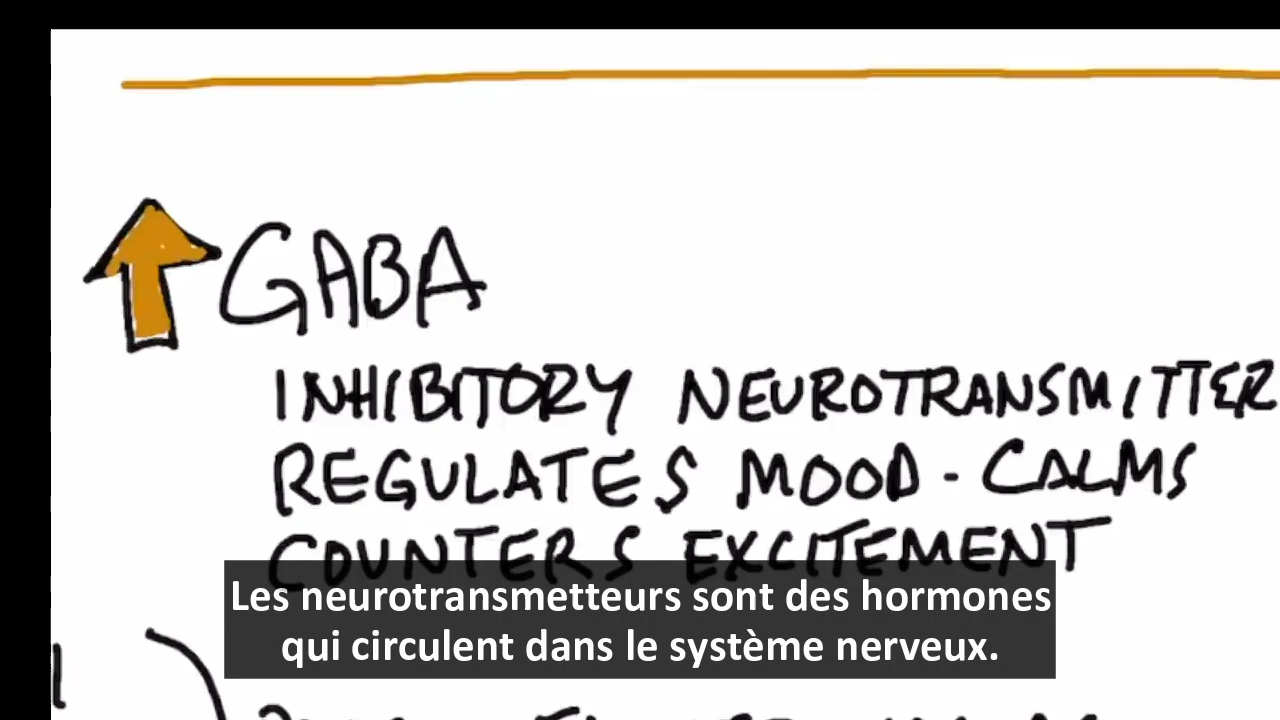 GABA
INHIBITORY NEUROTRANSMITTER
REGULATES MOOD - CALMS
COUNTERS EXCITEMENT
Les neurotransmetteurs sont des hormones
qui circulent dans le système nerveux.